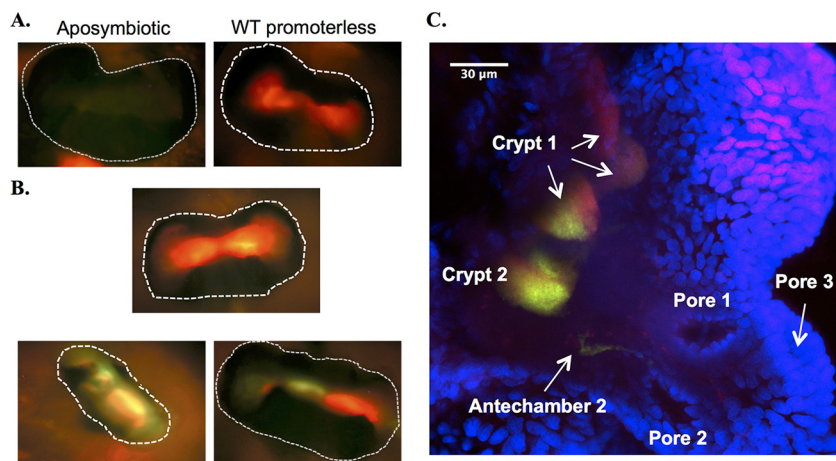 A.
Aposymbiotic
WT promoterless
B.
C.
30 μm
Crypt 1
Crypt 2
Pore 1
Pore 3
Antechamber 2
Pore 2